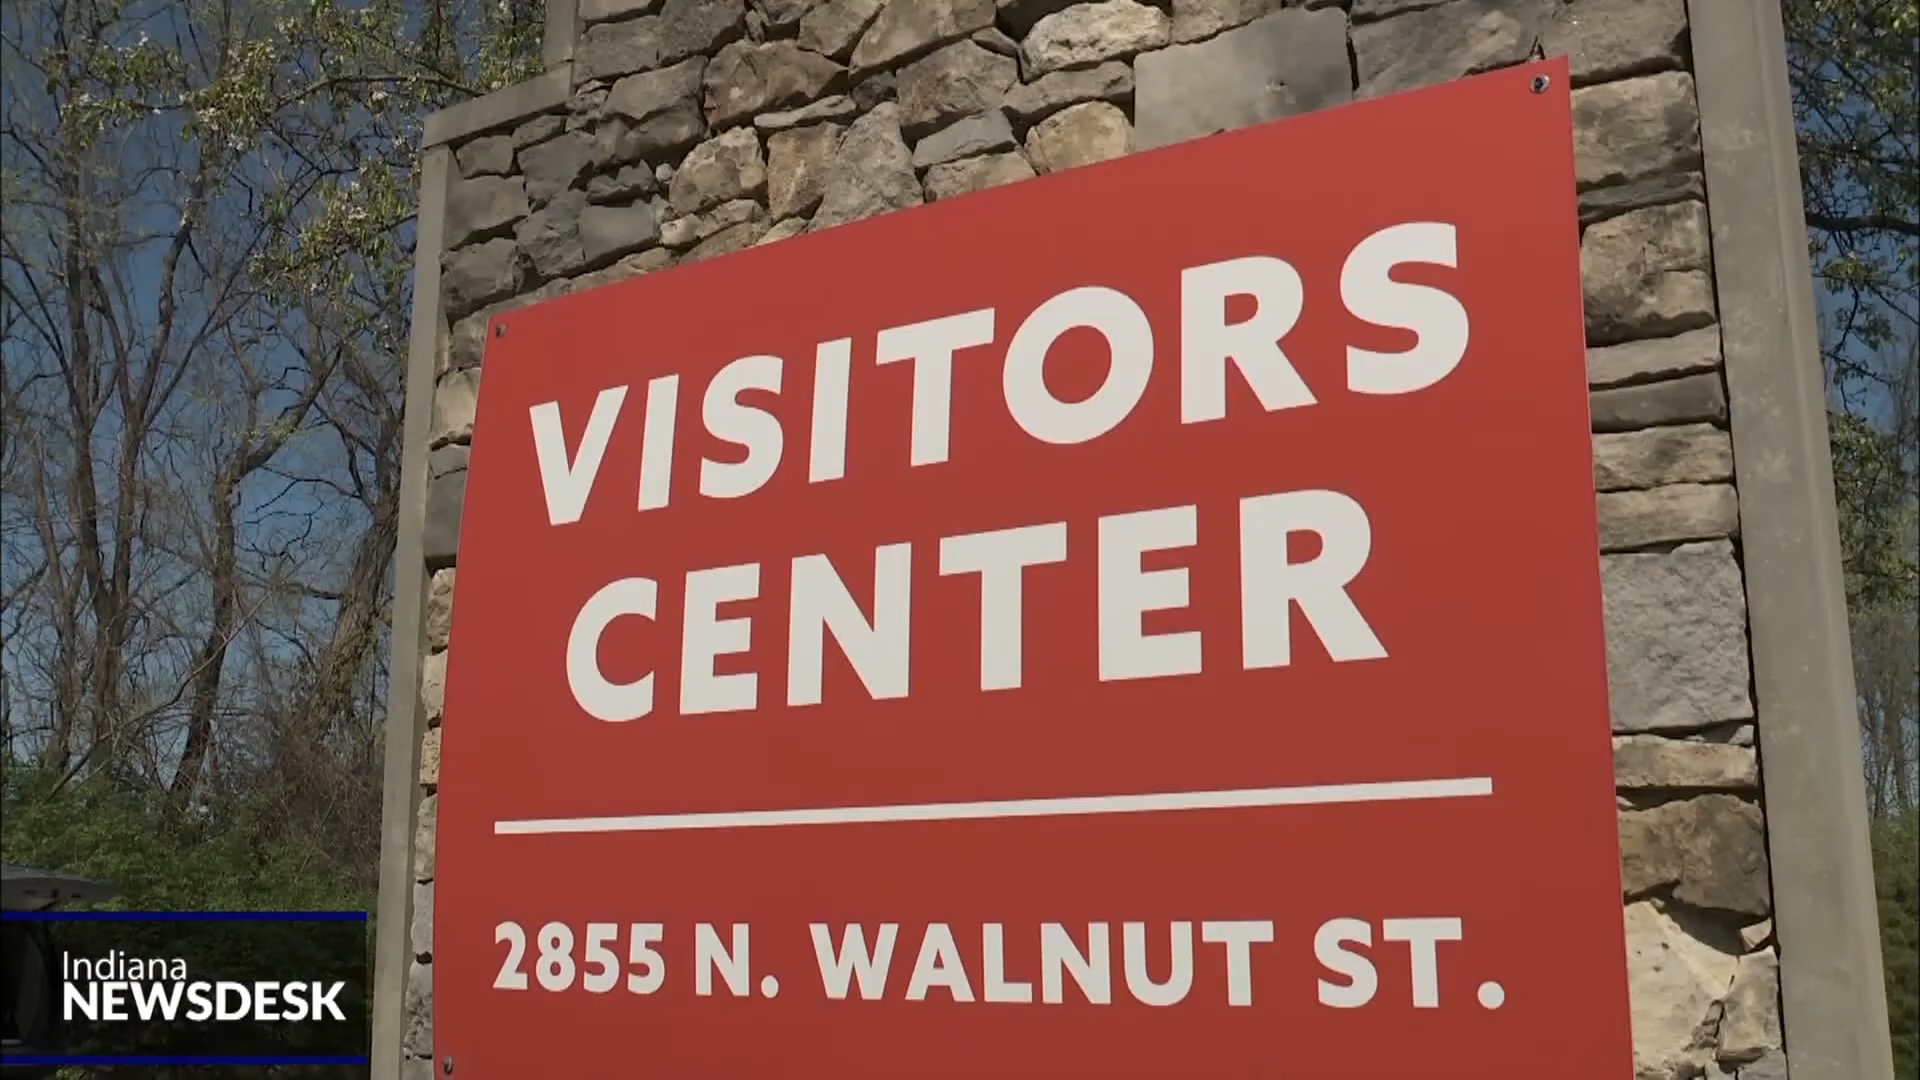 VISITORS
CENTER
2855 N. WALNUT ST.
Indiana
NEWSDESK